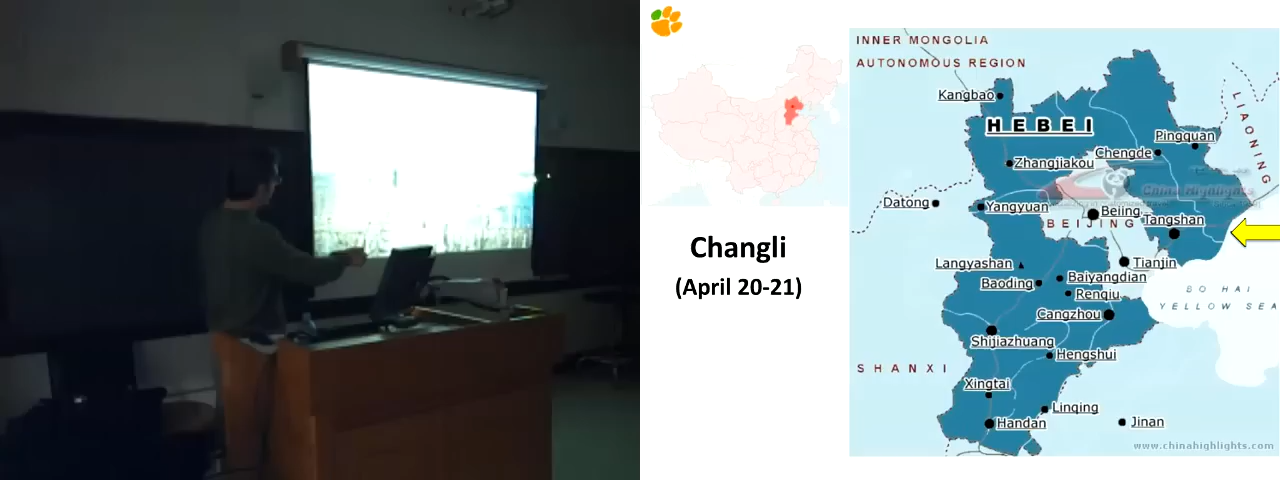 Changli
(April 20-21)
INNER MONGOLIA
AUTONOMOUS REGION
Kangbao
HEBEI
LIAONING
Pingquan
Chengde
Zhangjiakou
China Highlights
Datong
Yangyuan
Beijing
BEIJING
Tangshan
Langyashan
Tianjin
Baoding
Baiyangdian
Renqiu
BO HAI
YELLOW SEA
Cangzhou
Shijiazhuang
Hengshui
SHANXI
Xingtai
Linqing
Handan
Jinan
www.chinahighlights.com